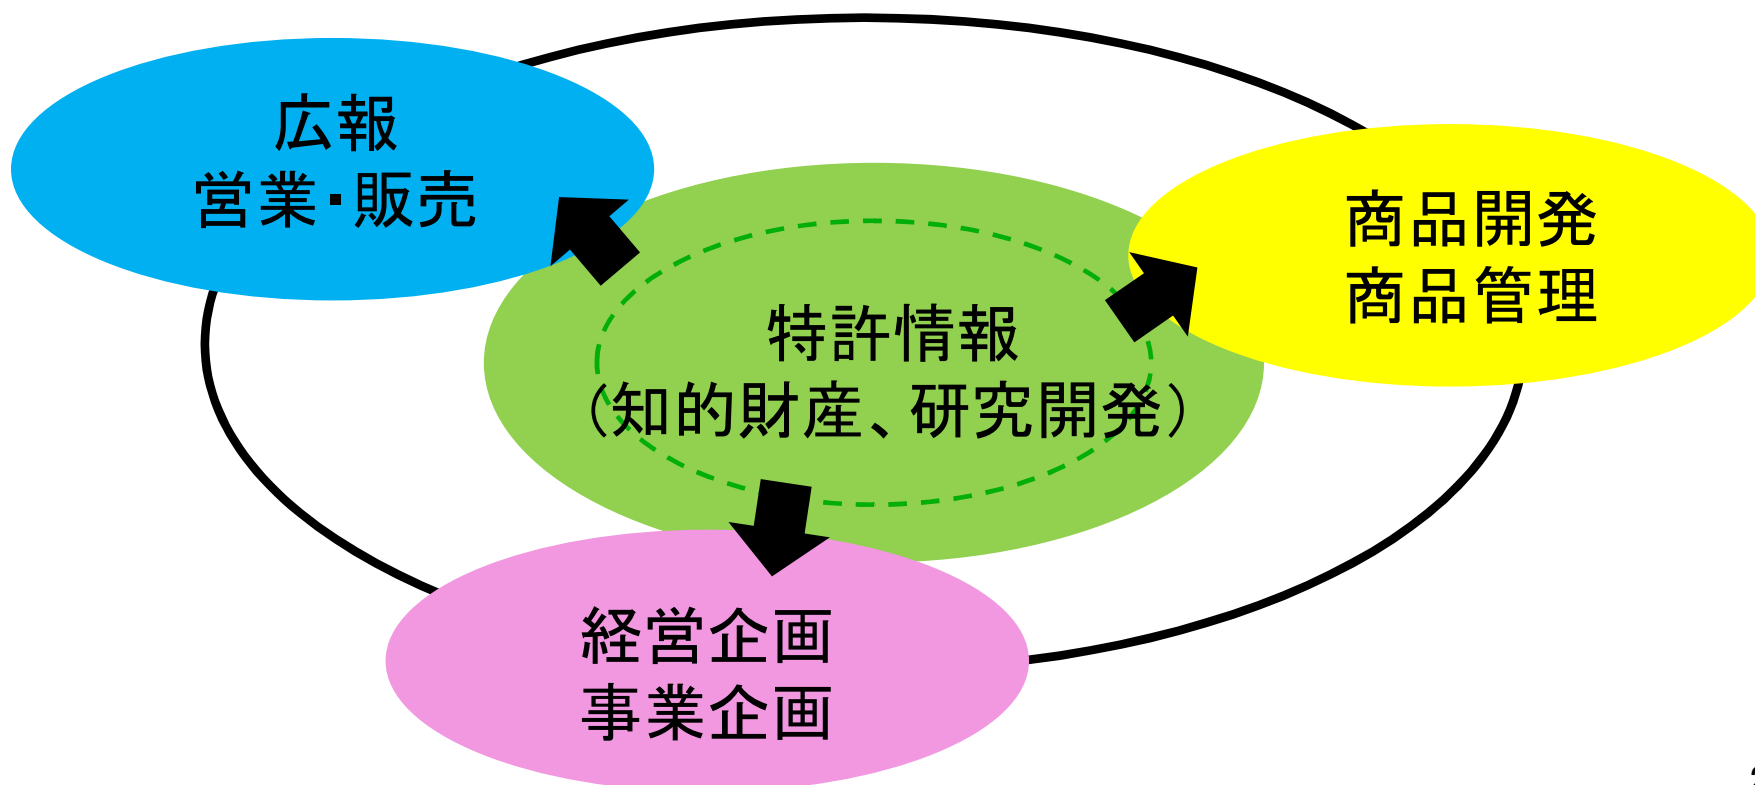 広報
営業・販売
商品開発
商品管理
特許情報
（知的財産、研究開発）
経営企画
事業企画